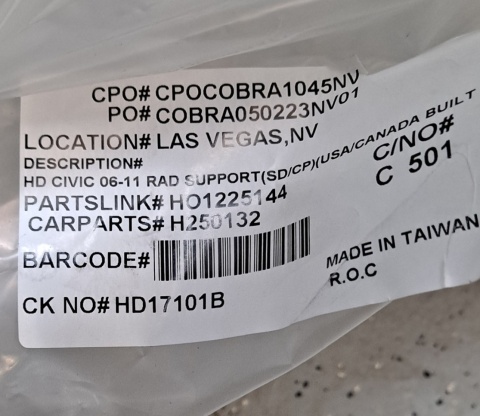 CPO# CPOCOBRA1045NV
PO# COBRA050223NV01
LOCATION# LAS VEGAS,NV
DESCRIPTION#
HD CIVIC 06-11 RAD SUPPORT(SD/CP)(USA/CANADA BUILT
PARTSLINK# HO1225144
CARPARTS# H250132
C/NO#
C 501
BARCODE#
MADE IN TAIWAN
R.O.C
CK NO# HD17101B